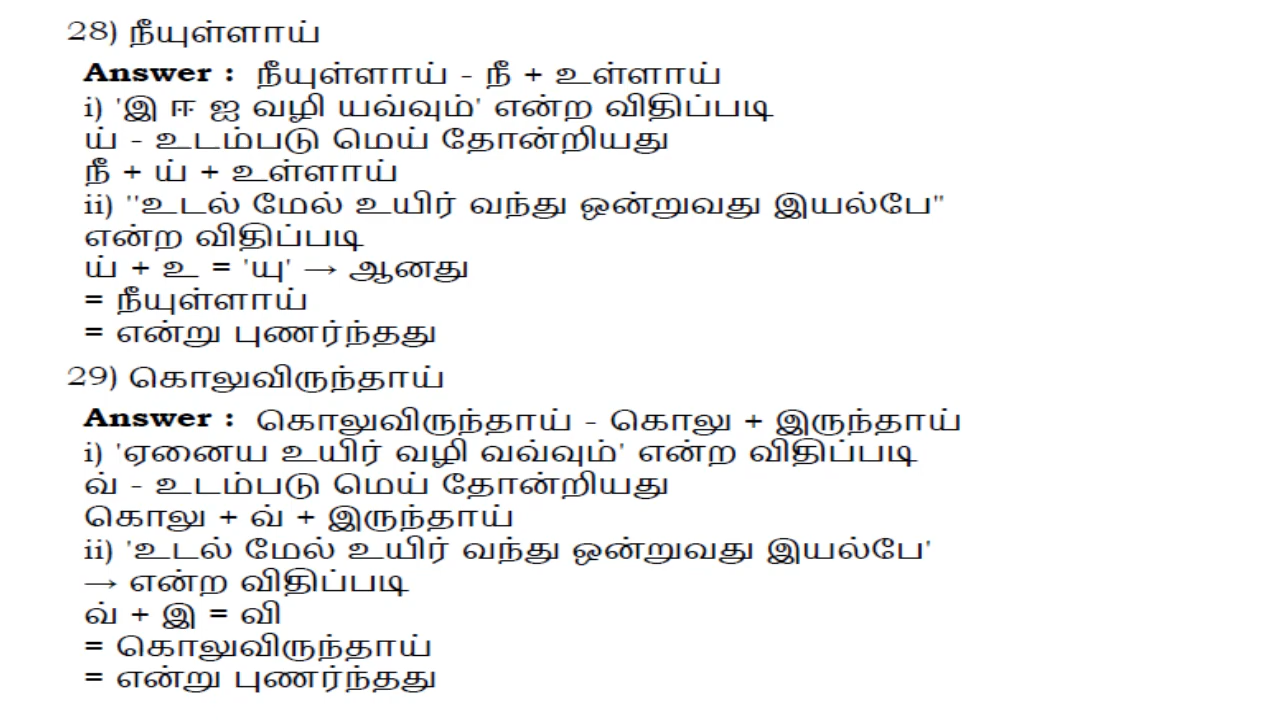 28) நீயுள்ளாய்
Answer : நீயுள்ளாய் - நீ + உள்ளாய்
i) 'இ ஈ ஐ வழி யவ்வும்' என்ற விதிப்படி
ய் - உடம்படு மெய் தோன்றியது
நீ + ய் + உள்ளாய்
ii) ''உடல் மேல் உயிர் வந்து ஒன்றுவது இயல்பே"
என்ற விதிப்படி
ய் + உ = 'யு' → ஆனது
= நீயுள்ளாய்
= என்று புணர்ந்தது
29) கொலுவிருந்தாய்
Answer : கொலுவிருந்தாய் - கொலு + இருந்தாய்
i) 'ஏனைய உயிர் வழி வவ்வும்' என்ற விதிப்படி
வ் - உடம்படு மெய் தோன்றியது
கொலு + வ் + இருந்தாய்
ii) 'உடல் மேல் உயிர் வந்து ஒன்றுவது இயல்பே'
→ என்ற விதிப்படி
வ் + இ = வி
= கொலுவிருந்தாய்
= என்று புணர்ந்தது